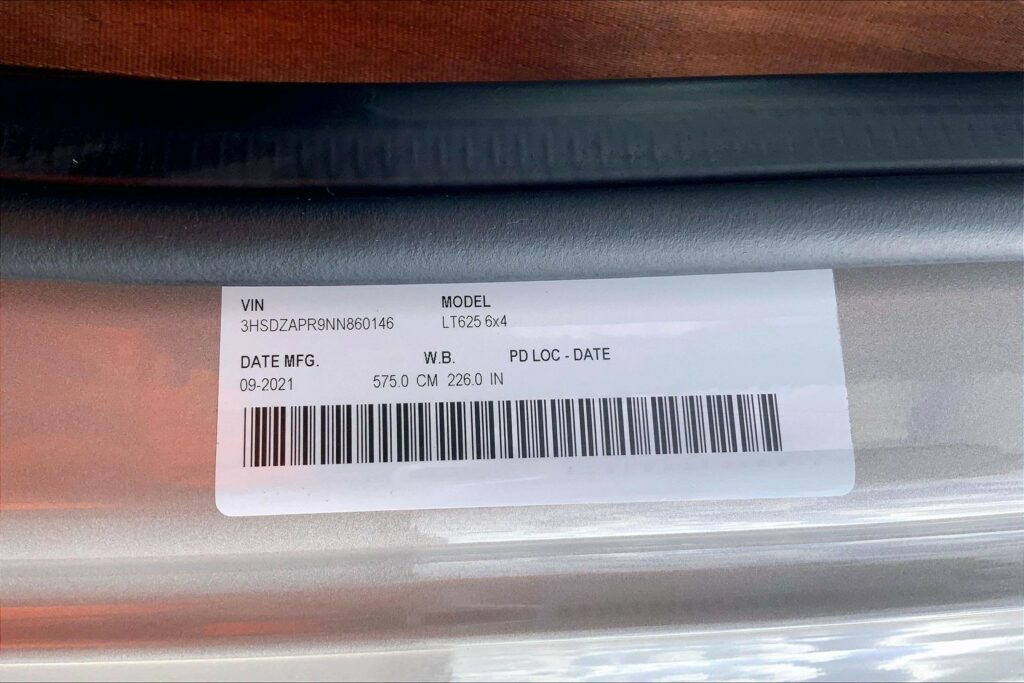 VIN MODEL
3HSDZAPR9NN860146 LT625 6x4
DATE MFG. W.B. PD LOC - DATE
09-2021 575.0 CM 226.0 IN